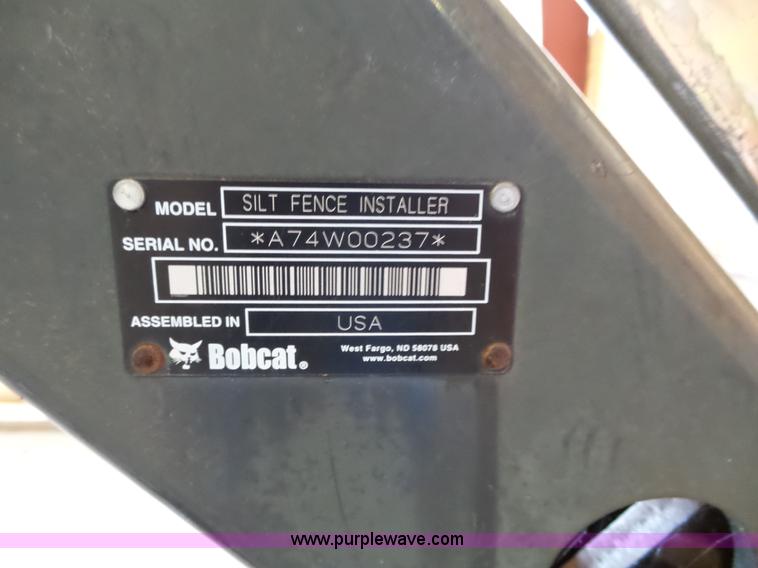 MODEL SILT FENCE INSTALLER
SERIAL NO. *A74W00237*
ASSEMBLED IN USA
Bobcat®
West Fargo, ND 58078 USA
www.bobcat.com
www.purplewave.com